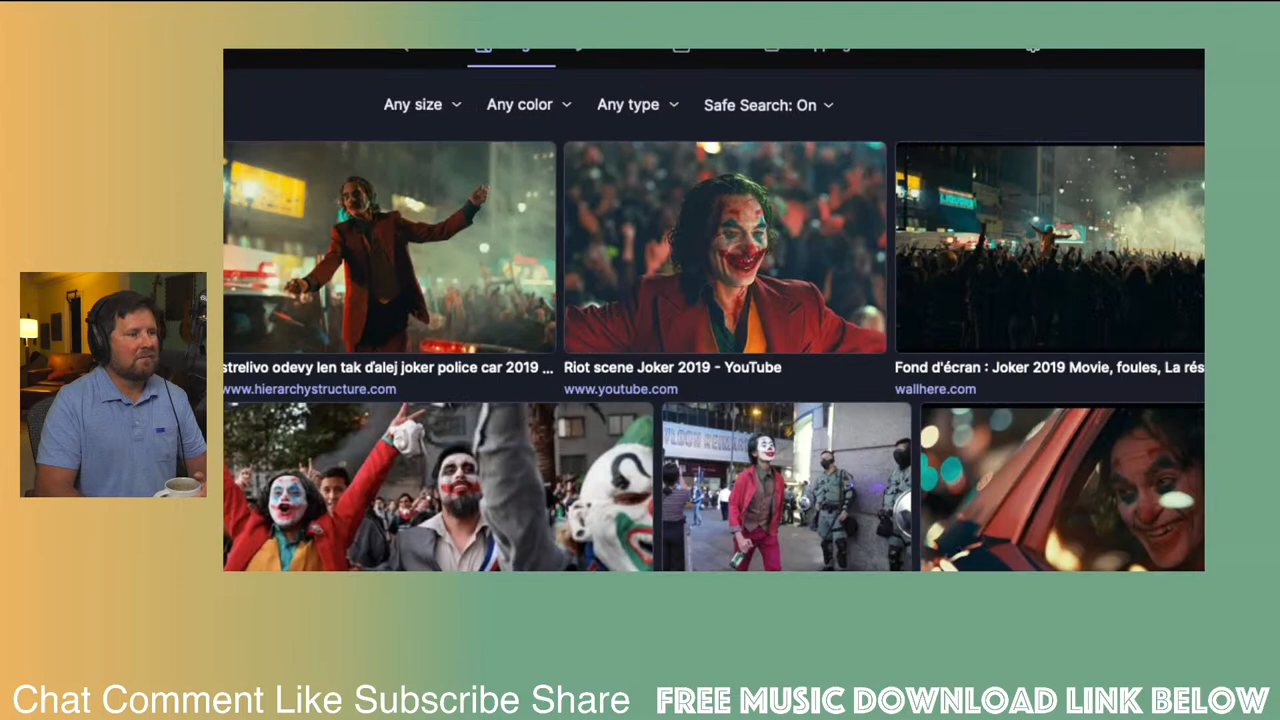 Any size Any color Any type Safe Search: On
LIQUORS
strelivo odevy len tak ďalej joker police car 2019 ...
www.hierarchystructure.com
Riot scene Joker 2019 - YouTube
www.youtube.com
Fond d'écran : Joker 2019 Movie, foules, La rés
wallhere.com
Chat Comment Like Subscribe Share FREE MUSIC DOWNLOAD LINK BELOW